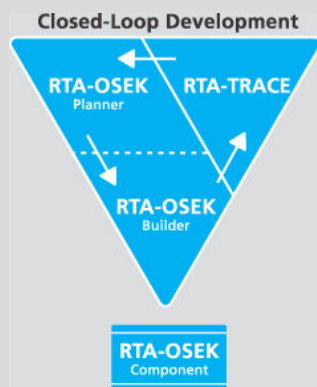 Closed-Loop Development
RTA-OSEK
Planner
RTA-TRACE
RTA-OSEK
Builder
RTA-OSEK
Component